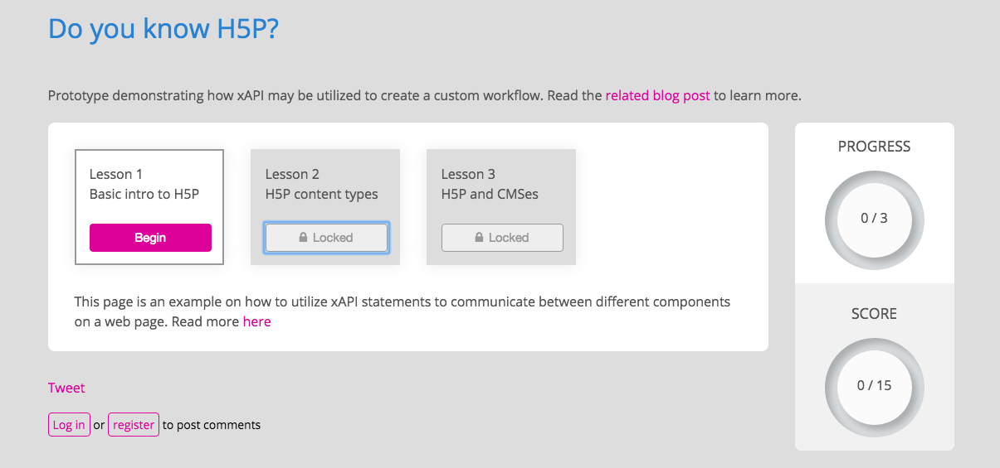 Do you know H5P?
Prototype demonstrating how xAPI may be utilized to create a custom workflow. Read the related blog post to learn more.
Lesson 1
Basic intro to H5P
Begin
Lesson 2
H5P content types
Locked
Lesson 3
H5P and CMSes
Locked
This page is an example on how to utilize xAPI statements to communicate between different components
on a web page. Read more here
PROGRESS
0 / 3
SCORE
0 / 15
Tweet
Log in or register to post comments